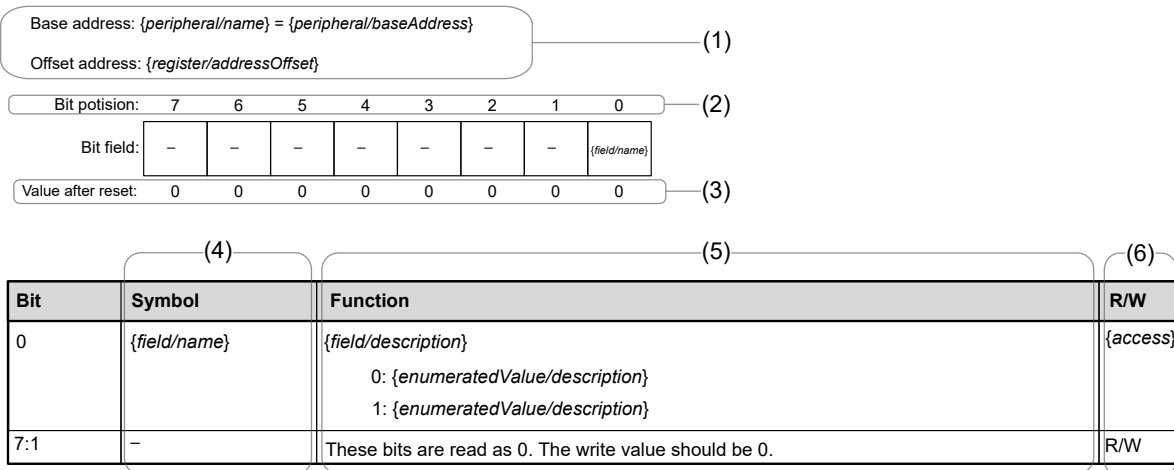 Base address: {peripheral/name} = {peripheral/baseAddress}
(1)
Offset address: {register/addressOffset}
Bit potision: 7 6 5 4 3 2 1 0 (2)
Bit field: – – – – – – – {field/name}
Value after reset: 0 0 0 0 0 0 0 0 (3)
(4) (5) (6)
Bit Symbol Function R/W
0 {field/name} {field/description} {access}
0: {enumeratedValue/description}
1: {enumeratedValue/description}
7:1 – These bits are read as 0. The write value should be 0. R/W